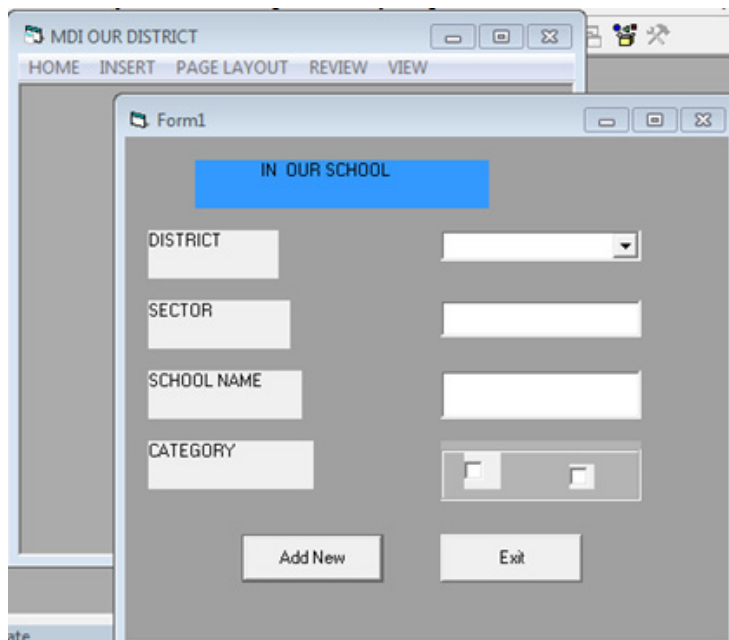 MDI OUR DISTRICT
HOME INSERT PAGE LAYOUT REVIEW VIEW
Form1
IN OUR SCHOOL
DISTRICT
SECTOR
SCHOOL NAME
CATEGORY
Add New Exit
ate